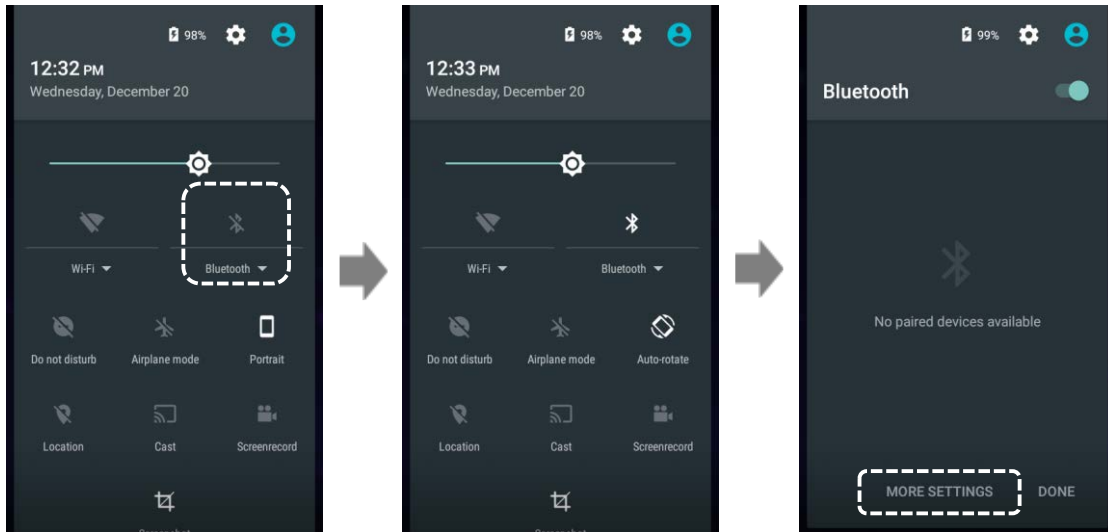 98%
12:32 PM
Wednesday, December 20
Wi-Fi
Bluetooth
Do not disturb
Airplane mode
Portrait
Location
Cast
Screenrecord
98%
12:33 PM
Wednesday, December 20
Wi-Fi
Bluetooth
Do not disturb
Airplane mode
Auto-rotate
Location
Cast
Screenrecord
99%
Bluetooth
No paired devices available
MORE SETTINGS
DONE